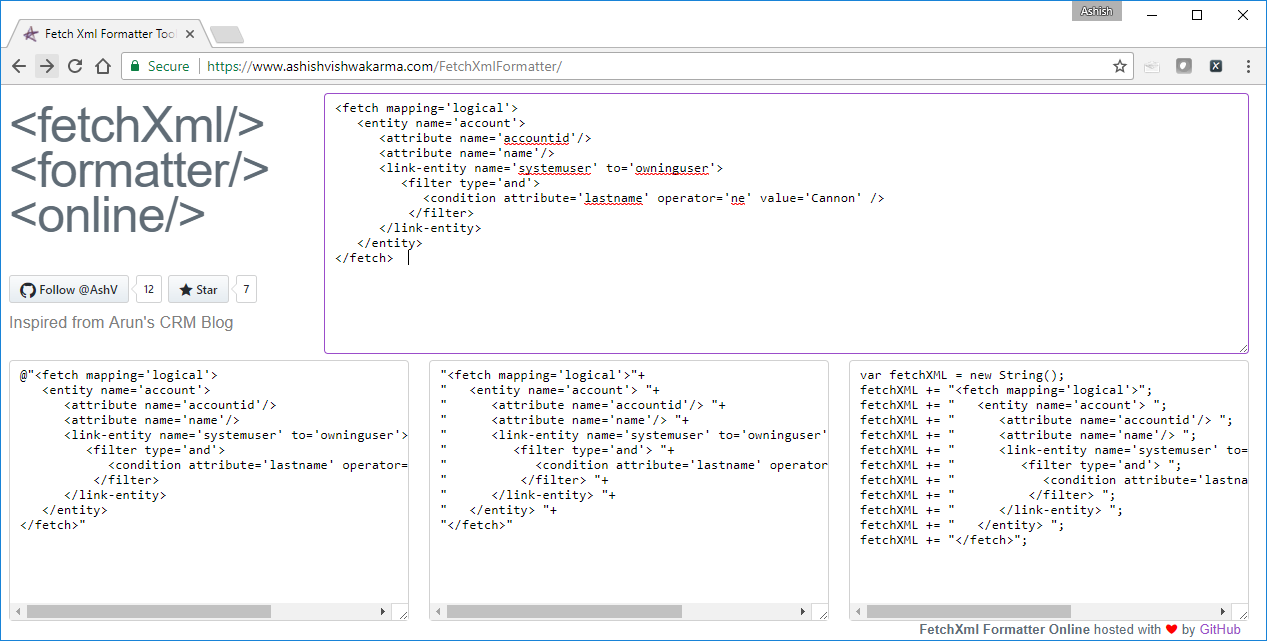 Ashish
Fetch Xml Formatter Too
Secure https://www.ashishvishwakarma.com/FetchXmlFormatter/
<fetchXml/>
<formatter/>
<online/>
Follow @AshV 12 Star 7
Inspired from Arun's CRM Blog
<fetch mapping='logical'>
   <entity name='account'>
      <attribute name='accountid'/>
      <attribute name='name'/>
      <link-entity name='systemuser' to='owninguser'>
         <filter type='and'>
            <condition attribute='lastname' operator='ne' value='Cannon' />
          </filter>
      </link-entity>
   </entity>
</fetch>
@"<fetch mapping='logical'>
   <entity name='account'>
      <attribute name='accountid'/>
      <attribute name='name'/>
      <link-entity name='systemuser' to='owninguser'>
         <filter type='and'>
            <condition attribute='lastname' operator=
          </filter>
      </link-entity>
   </entity>
</fetch>"
"<fetch mapping='logical'>"+
"   <entity name='account'> "+
"      <attribute name='accountid'/> "+
"      <attribute name='name'/> "+
"      <link-entity name='systemuser' to='owninguser'
"         <filter type='and'> "+
"            <condition attribute='lastname' operator
"          </filter> "+
"      </link-entity> "+
"   </entity> "+
"</fetch>"
var fetchXML = new String();
fetchXML += "<fetch mapping='logical'>";
fetchXML += "   <entity name='account'> ";
fetchXML += "      <attribute name='accountid'/> ";
fetchXML += "      <attribute name='name'/> ";
fetchXML += "      <link-entity name='systemuser' to=
fetchXML += "         <filter type='and'> ";
fetchXML += "            <condition attribute='lastna
fetchXML += "          </filter> ";
fetchXML += "      </link-entity> ";
fetchXML += "   </entity> ";
fetchXML += "</fetch>";
FetchXml Formatter Online hosted with ❤ by GitHub